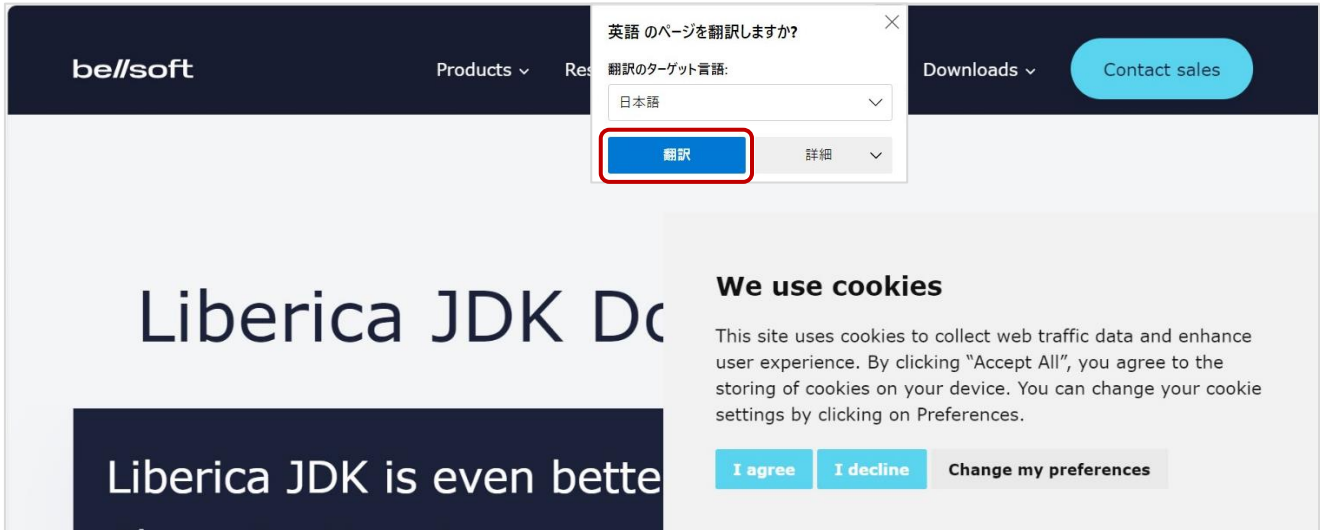 bellsoft
Products
英語 のページを翻訳しますか?
翻訳のターゲット言語:
日本語
翻訳
詳細
Downloads
Contact sales
Liberica JDK
Liberica JDK is even
We use cookies
This site uses cookies to collect web traffic data and enhance
user experience. By clicking “Accept All”, you agree to the
storing of cookies on your device. You can change your cookie
settings by clicking on Preferences.
I agree
I decline
Change my preferences